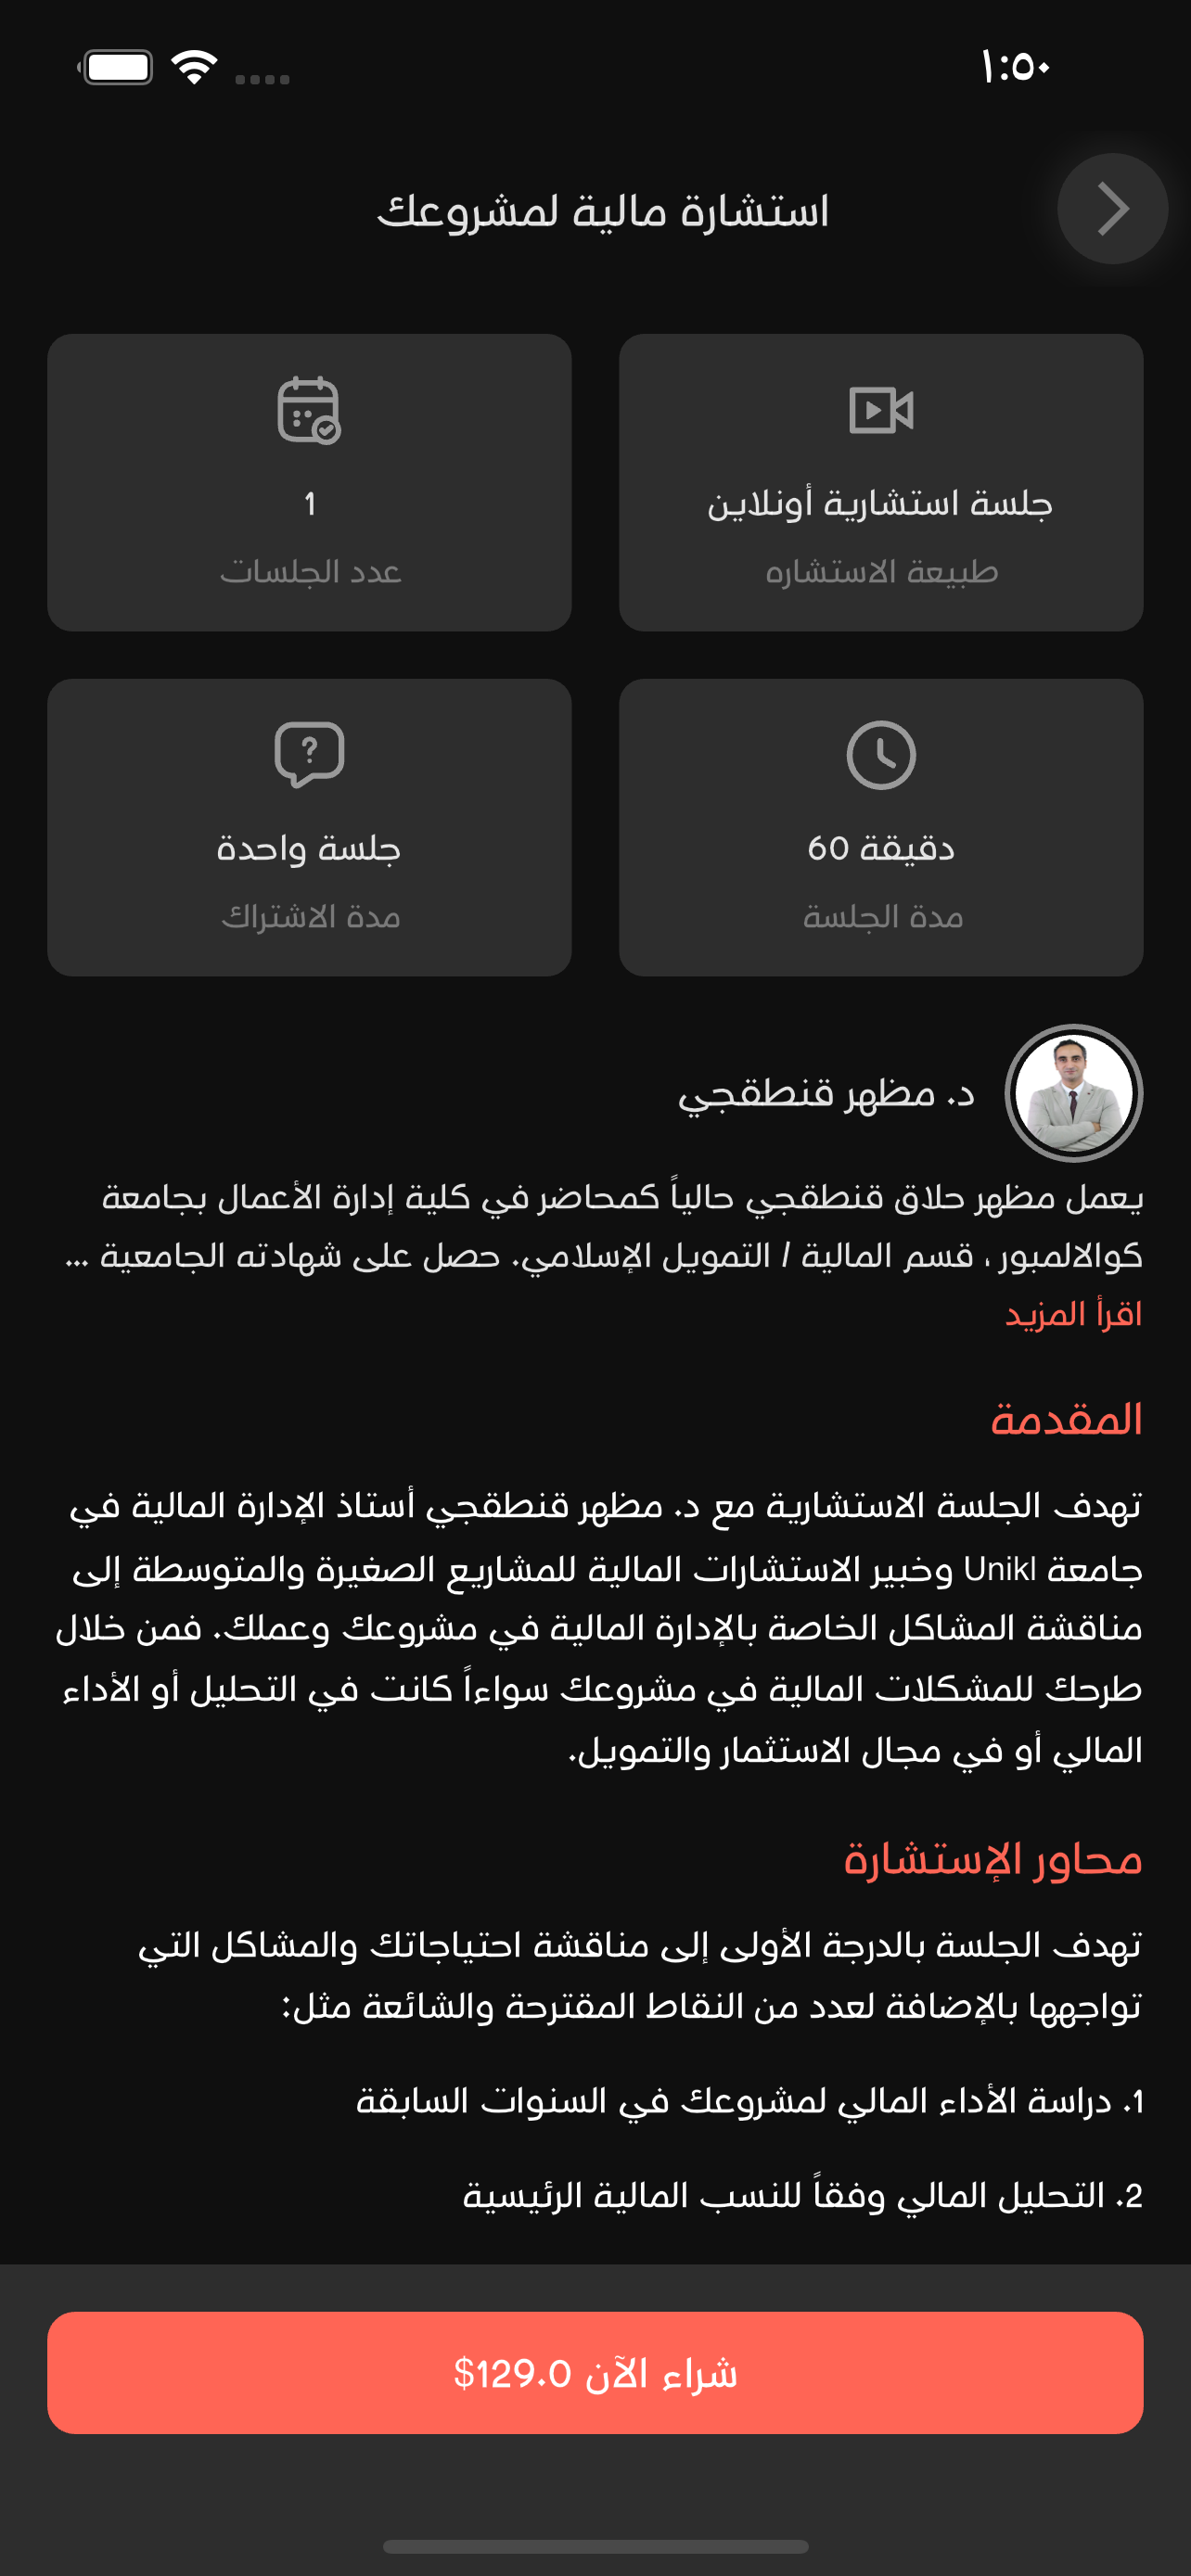 ١:٥٠
استشارة مالية لمشروعك
جلسة استشارية أونلاين
طبيعة الاستشاره
1
عدد الجلسات
دقيقة 60
مدة الجلسة
جلسة واحدة
مدة الاشتراك
د. مظهر قنطقجي
يعمل مظهر حلاق قنطقجي حالياً كمحاضر في كلية إدارة الأعمال بجامعة
كوالالمبور ، قسم المالية / التمويل الإسلامي. حصل على شهادته الجامعية ...
اقرأ المزيد
المقدمة
تهدف الجلسة الاستشارية مع د. مظهر قنطقجي أستاذ الإدارة المالية في
جامعة Unikl وخبير الاستشارات المالية للمشاريع الصغيرة والمتوسطة إلى
مناقشة المشاكل الخاصة بالإدارة المالية في مشروعك وعملك. فمن خلال
طرحك للمشكلات المالية في مشروعك سواءاً كانت في التحليل أو الأداء
المالي أو في مجال الاستثمار والتمويل.
محاور الإستشارة
تهدف الجلسة بالدرجة الأولى إلى مناقشة احتياجاتك والمشاكل التي
تواجهها بالإضافة لعدد من النقاط المقترحة والشائعة مثل:
1. دراسة الأداء المالي لمشروعك في السنوات السابقة
2. التحليل المالي وفقاً للنسب المالية الرئيسية
شراء الآن 129.0$